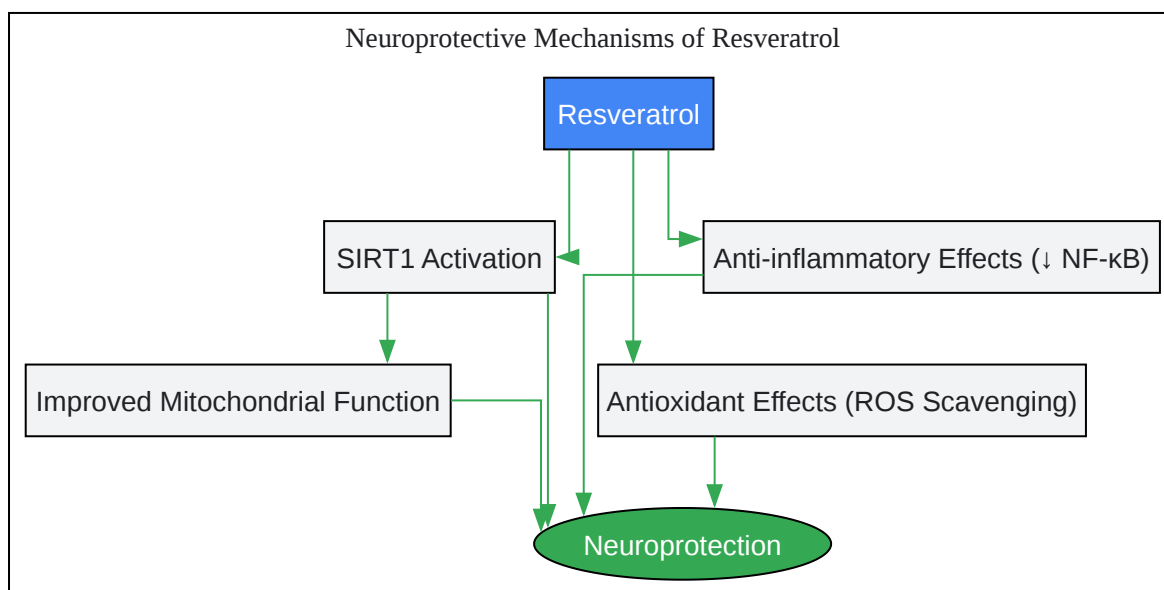 Neuroprotective Mechanisms of Resveratrol
Resveratrol
SIRT1 Activation
Anti-inflammatory Effects (↓ NF-κB)
Improved Mitochondrial Function
Antioxidant Effects (ROS Scavenging)
Neuroprotection